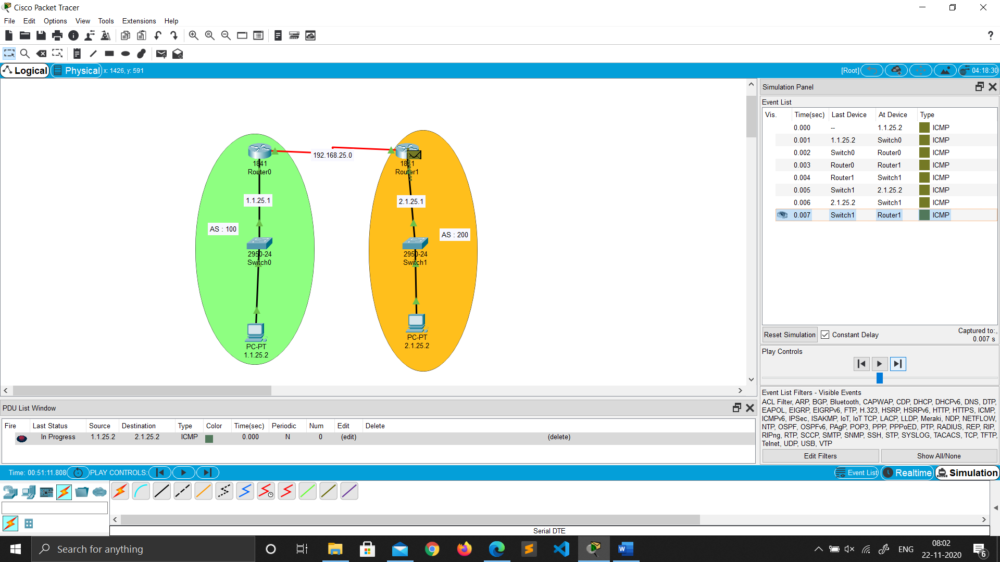 Cisco Packet Tracer
File Edit Options View Tools Extensions Help
Logical Physical x: 1426, y: 591 [Root] 04:18:30
1841
Router0
192.168.25.0
Router1
1.1.25.1
2.1.25.1
AS : 100
AS : 200
2950-24
Switch0
2950-24
Switch1
PC-PT
1.1.25.2
PC-PT
2.1.25.2
Simulation Panel
Event List
Vis. Time(sec) Last Device At Device Type
0.000 -- 1.1.25.2 ICMP
0.001 1.1.25.2 Switch0 ICMP
0.002 Switch0 Router0 ICMP
0.003 Router0 Router1 ICMP
0.004 Router1 Switch1 ICMP
0.005 Switch1 2.1.25.2 ICMP
0.006 2.1.25.2 Switch1 ICMP
0.007 Switch1 Router1 ICMP
Reset Simulation Constant Delay Captured to:
0.007 s
Play Controls
Event List Filters - Visible Events
ACL Filter, ARP, BGP, Bluetooth, CAPWAP, CDP, DHCP, DHCPv6, DNS, DTP,
EAPOL, EIGRP, EIGRPv6, FTP, H.323, HSRP, HSRPv6, HTTP, HTTPS, ICMP,
ICMPv6, IPSec, ISAKMP, IoT, IoT TCP, LACP, LLDP, Meraki, NDP, NETFLOW,
NTP, OSPF, OSPFv6, PAgP, POP3, PPP, PPPoED, PTP, RADIUS, REP, RIP,
RIPng, RTP, SCCP, SMTP, SNMP, SSH, STP, SYSLOG, TACACS, TCP, TFTP,
Telnet, UDP, USB, VTP
Edit Filters Show All/None
PDU List Window
Fire Last Status Source Destination Type Color Time(sec) Periodic Num Edit Delete
In Progress 1.1.25.2 2.1.25.2 ICMP 0.000 N 0 (edit) (delete)
Time: 00:51:11.808 PLAY CONTROLS: Event List Realtime Simulation
Serial DTE
Search for anything
ENG
08:02
22-11-2020
6